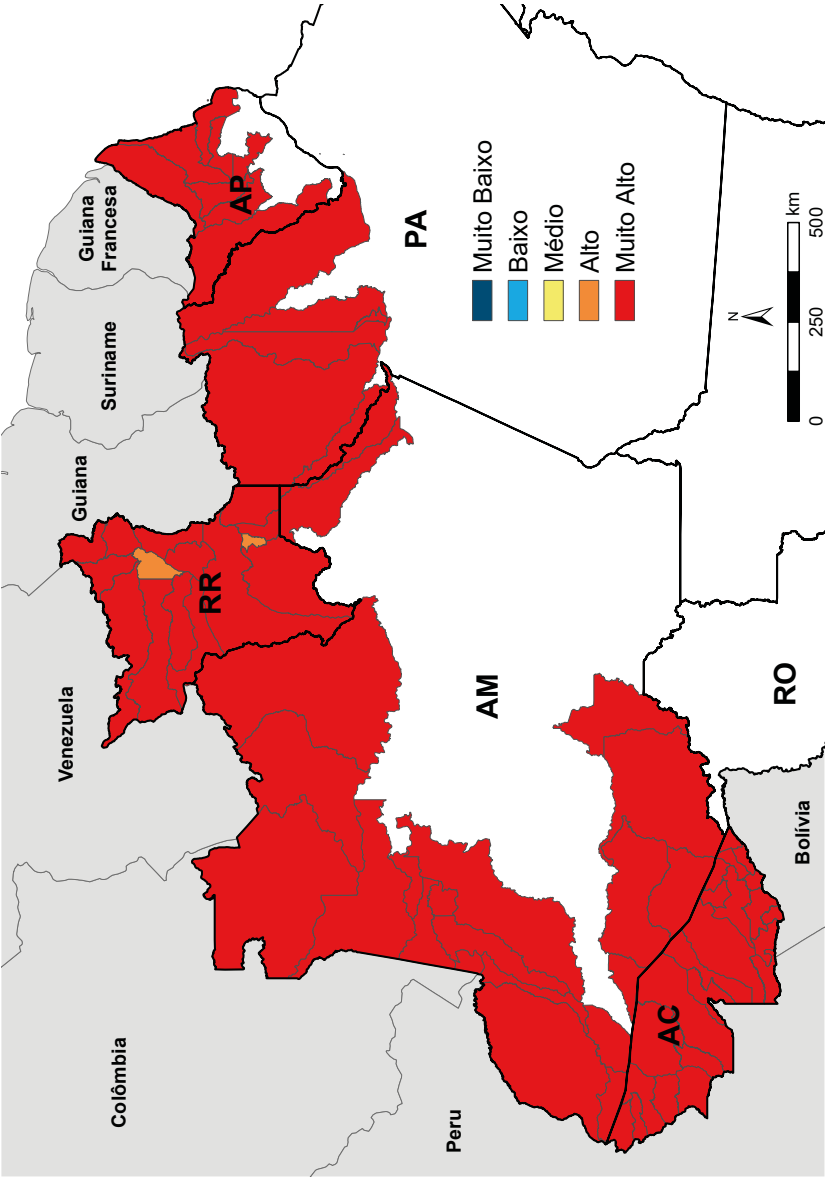 Colômbia
Venezuela
Guiana
Suriname
Guiana
Francesa
Peru
Bolívia
RR
AP
AM
PA
AC
RO
Muito Baixo
Baixo
Médio
Alto
Muito Alto
N
0
250
500
km